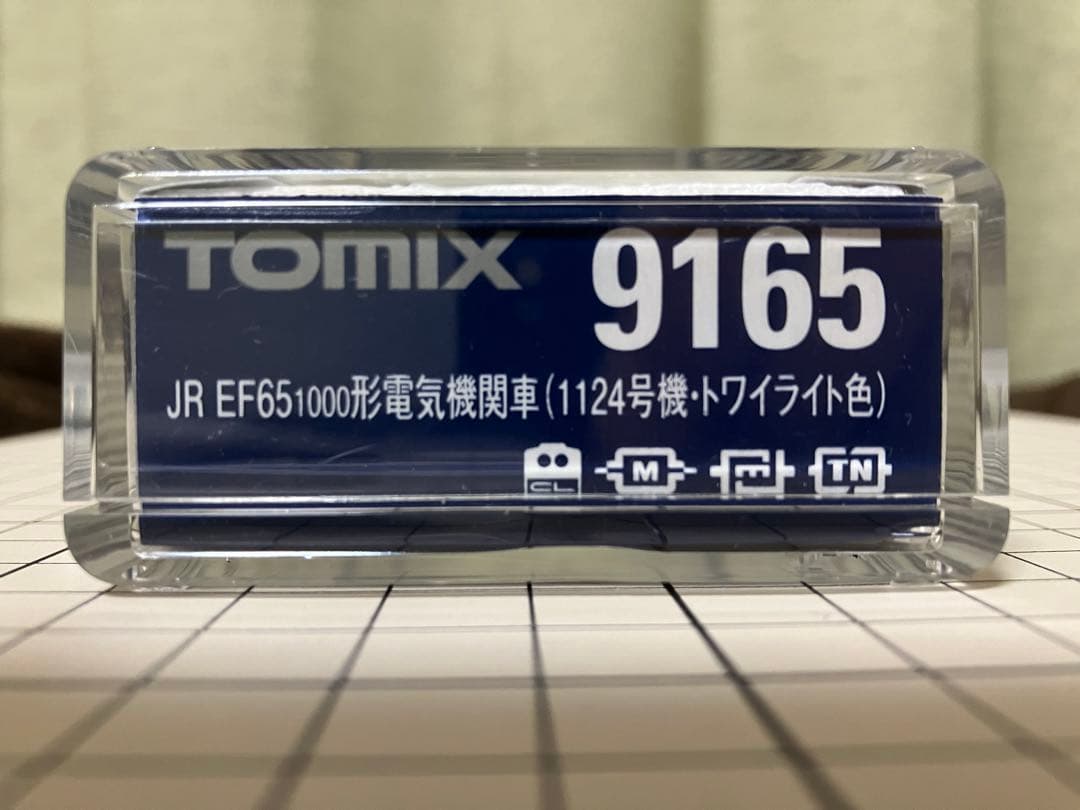 TOMIX 9165
JR EF651000形電気機関車(1124号機・トワイライト色)
CL M E TN